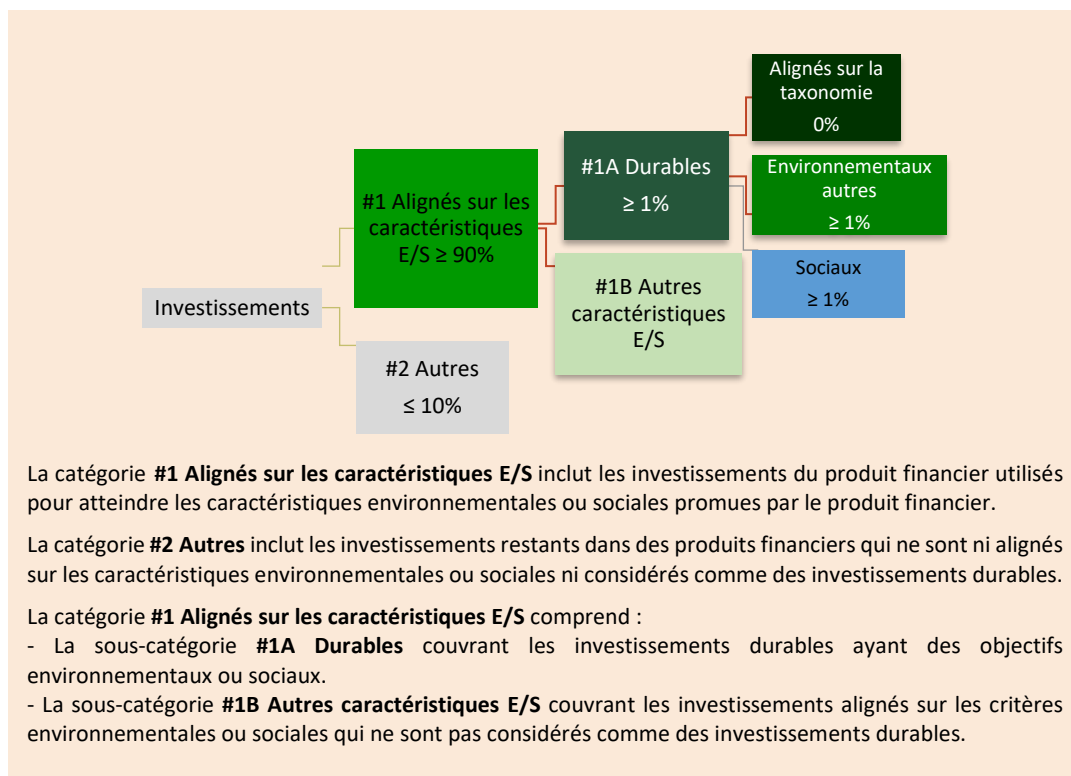 Alignés sur la
taxonomie
0%
#1A Durables
≥ 1%
Environnementaux
autres
≥ 1%
#1 Alignés sur les
caractéristiques
E/S ≥ 90%
Sociaux
≥ 1%
#1B Autres
caractéristiques
E/S
Investissements
#2 Autres
≤ 10%
La catégorie #1 Alignés sur les caractéristiques E/S inclut les investissements du produit financier utilisés
pour atteindre les caractéristiques environnementales ou sociales promues par le produit financier.
La catégorie #2 Autres inclut les investissements restants dans des produits financiers qui ne sont ni alignés
sur les caractéristiques environnementales ou sociales ni considérés comme des investissements durables.
La catégorie #1 Alignés sur les caractéristiques E/S comprend :
- La sous-catégorie #1A Durables couvrant les investissements durables ayant des objectifs
environnementaux ou sociaux.
- La sous-catégorie #1B Autres caractéristiques E/S couvrant les investissements alignés sur les critères
environnementales ou sociales qui ne sont pas considérés comme des investissements durables.